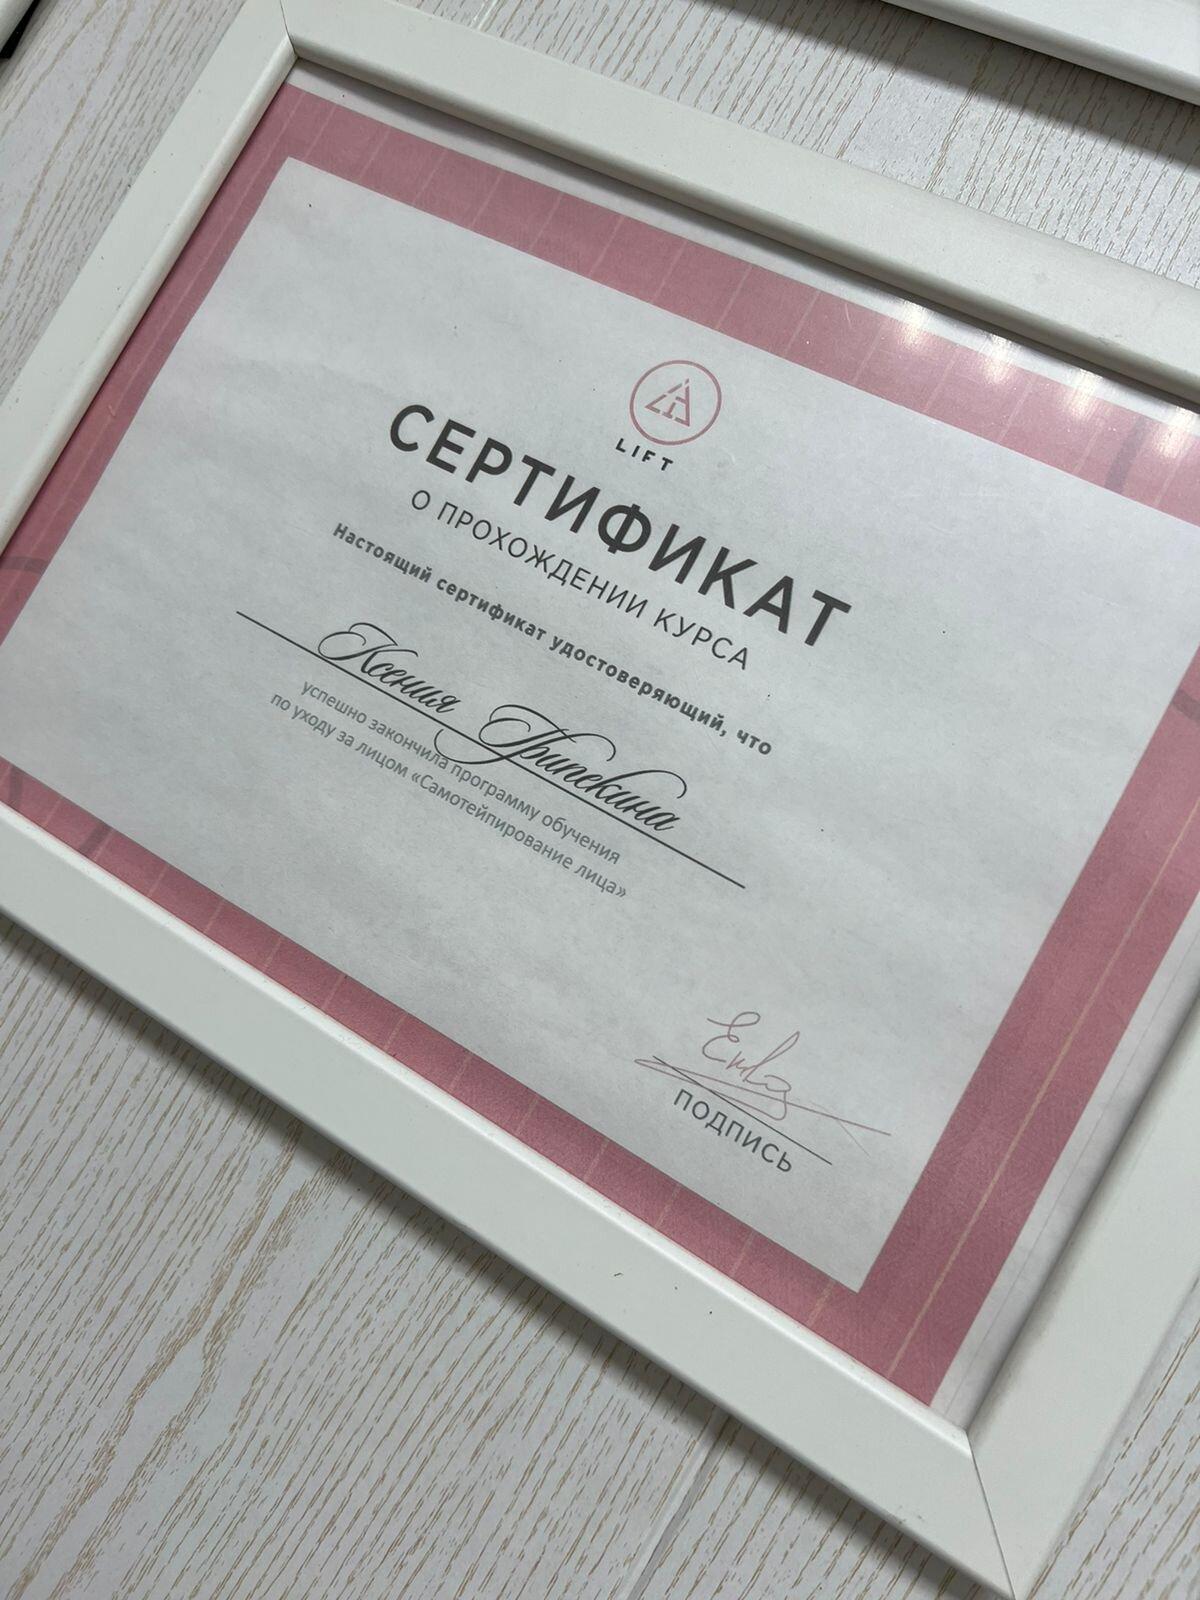 LIFT
СЕРТИФИКАТ
О ПРОХОЖДЕНИИ КУРСА
Настоящий сертификат удостоверяющий, что
Ксения Грипекина
успешно закончила программу обучения
по уходу за лицом «Самотейпирование лица»
ПОДПИСЬ